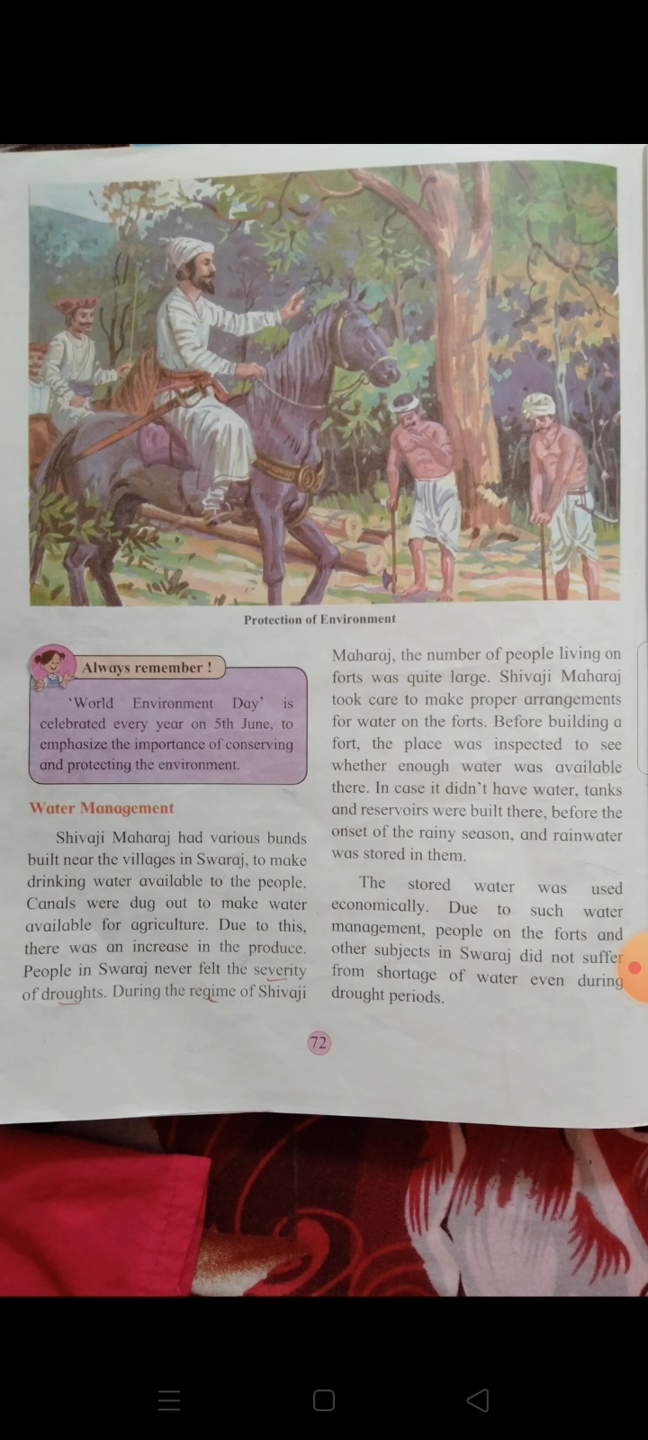 Protection of Environment
Always remember !
'World Environment Day' is
celebrated every year on 5th June, to
emphasize the importance of conserving
and protecting the environment.
Water Management
Shivaji Maharaj had various bunds
built near the villages in Swaraj, to make
drinking water available to the people.
Canals were dug out to make water
available for agriculture. Due to this,
there was an increase in the produce.
People in Swaraj never felt the severity
of droughts. During the regime of Shivaji
Maharaj, the number of people living on
forts was quite large. Shivaji Maharaj
took care to make proper arrangements
for water on the forts. Before building a
fort, the place was inspected to see
whether enough water was available
there. In case it didn't have water, tanks
and reservoirs were built there, before the
onset of the rainy season, and rainwater
was stored in them.
The stored water was used
economically. Due to such water
management, people on the forts and
other subjects in Swaraj did not suffer
from shortage of water even during
drought periods.
72